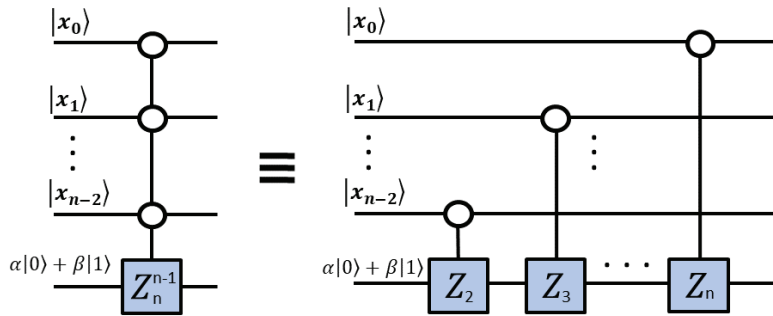 |x₀⟩ |x₀⟩
|x₁⟩ |x₁⟩
⋮ ⋮ ≡ ⋮ ⋮
|xₙ₋₂⟩ |xₙ₋₂⟩
α|0⟩ + β|1⟩ Zₙⁿ⁻¹ α|0⟩ + β|1⟩ Z₂ Z₃ ⋯ Zₙ